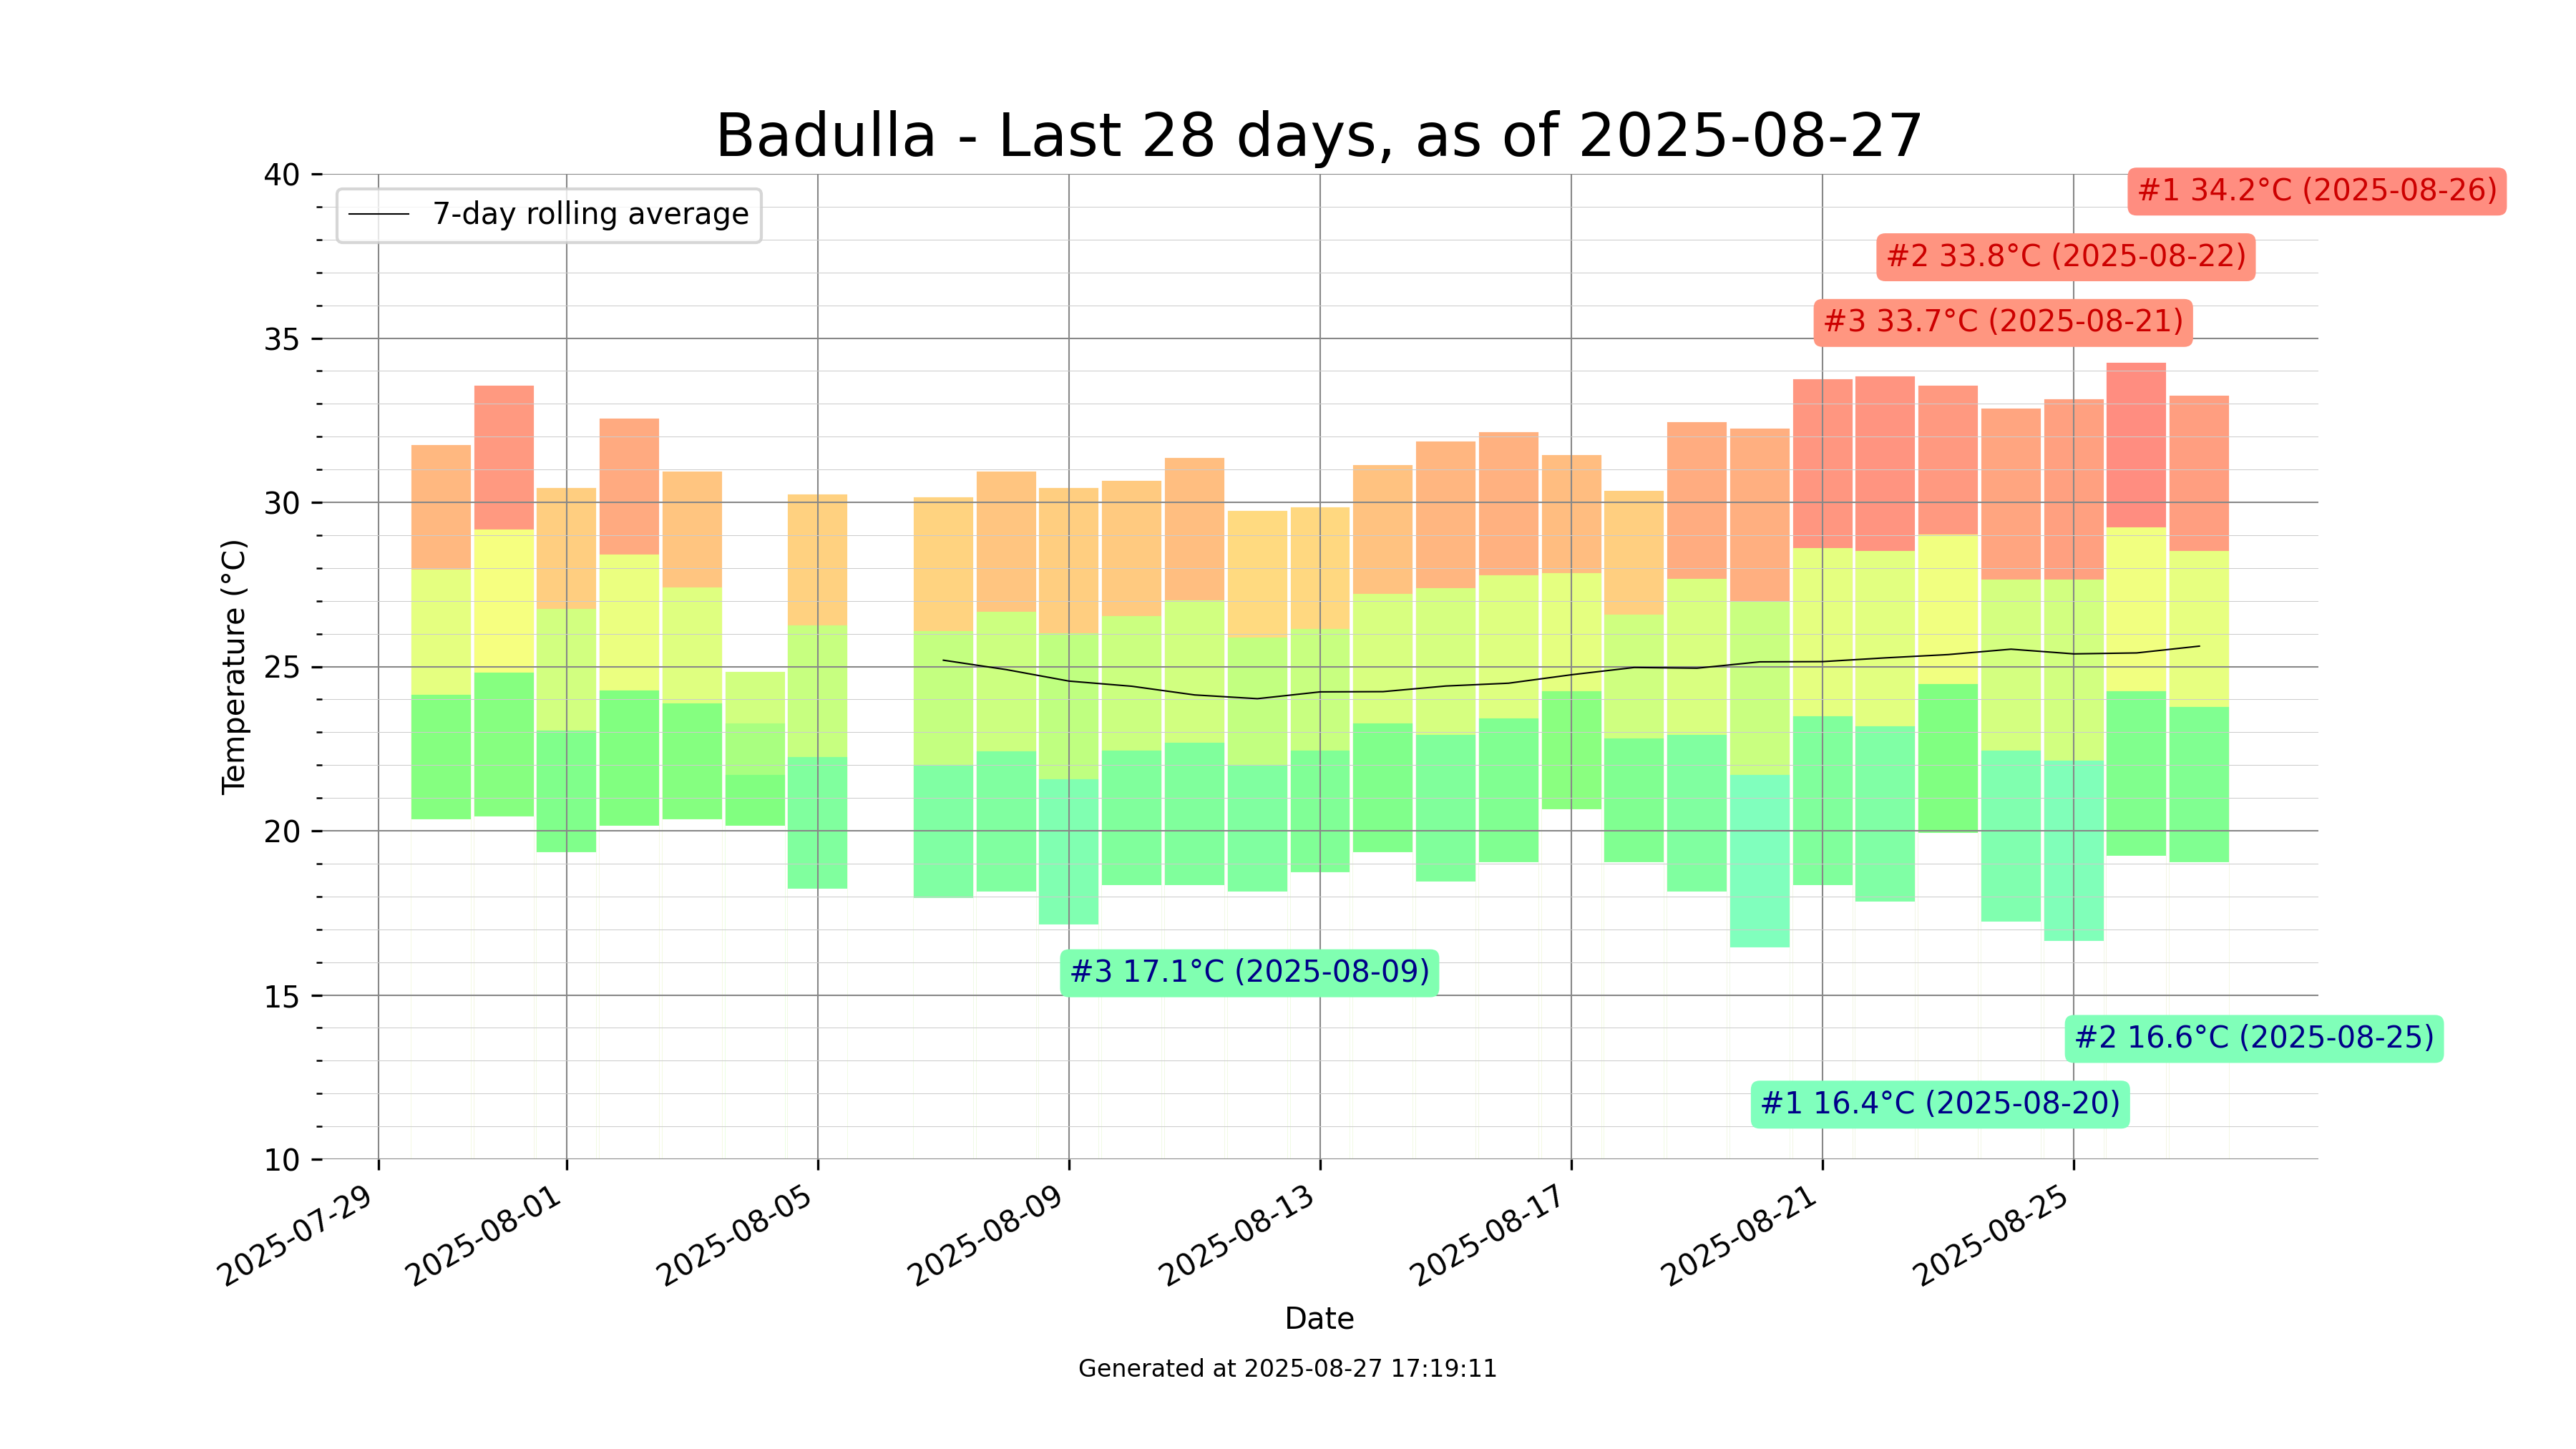 Badulla - Last 28 days, as of 2025-08-27
7-day rolling average
#1 34.2°C (2025-08-26)
#2 33.8°C (2025-08-22)
#3 33.7°C (2025-08-21)
#3 17.1°C (2025-08-09)
#2 16.6°C (2025-08-25)
#1 16.4°C (2025-08-20)
Temperature (°C)
40
35
30
25
20
15
10
2025-07-29
2025-08-01
2025-08-05
2025-08-09
2025-08-13
2025-08-17
2025-08-21
2025-08-25
Date
Generated at 2025-08-27 17:19:11